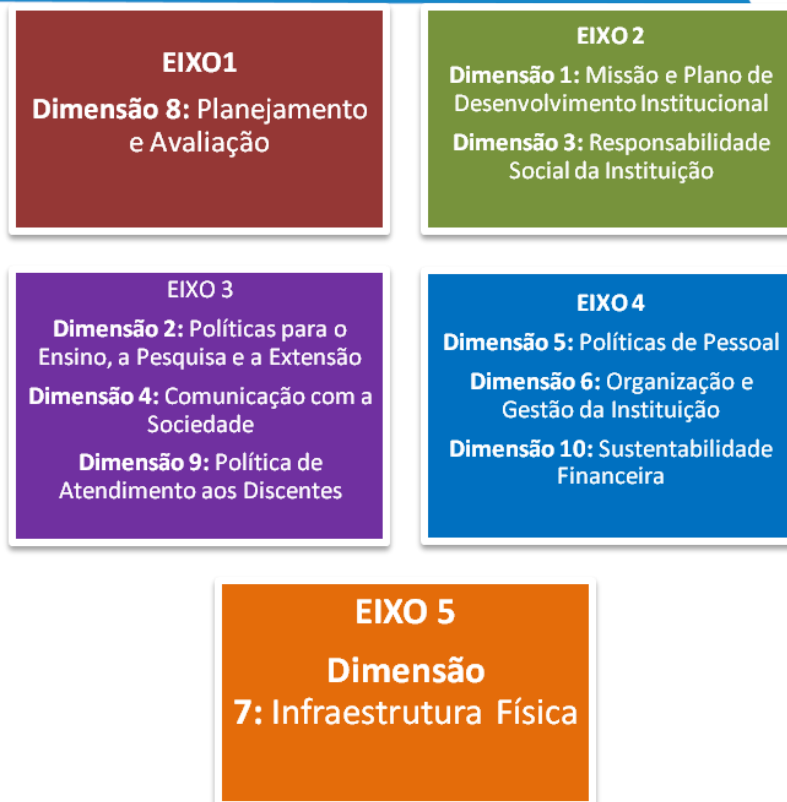 EIXO1
Dimensão 8: Planejamento
e Avaliação
EIXO 2
Dimensão 1: Missão e Plano de
Desenvolvimento Institucional
Dimensão 3: Responsabilidade
Social da Instituição
EIXO 3
Dimensão 2: Políticas para o
Ensino, a Pesquisa e a Extensão
Dimensão 4: Comunicação com a
Sociedade
Dimensão 9: Política de
Atendimento aos Discentes
EIXO 4
Dimensão 5: Políticas de Pessoal
Dimensão 6: Organização e
Gestão da Instituição
Dimensão 10: Sustentabilidade
Financeira
EIXO 5
Dimensão
7: Infraestrutura Física